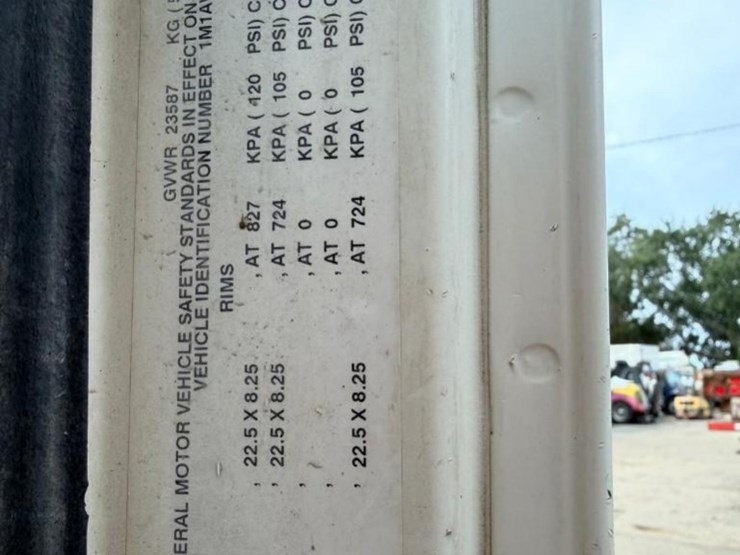 GVWR 23587 KG (
ERAL MOTOR VEHICLE SAFETY STANDARDS IN EFFECT ON
VEHICLE IDENTIFICATION NUMBER 1M1A
RIMS
, 22.5 X 8.25 , AT 827 KPA ( 120 PSI) C
, 22.5 X 8.25 , AT 724 KPA ( 105 PSI) C
, , AT 0 KPA ( 0 PSI) C
, , AT 0 KPA ( 0 PSI) C
, 22.5 X 8.25 , AT 724 KPA ( 105 PSI) C